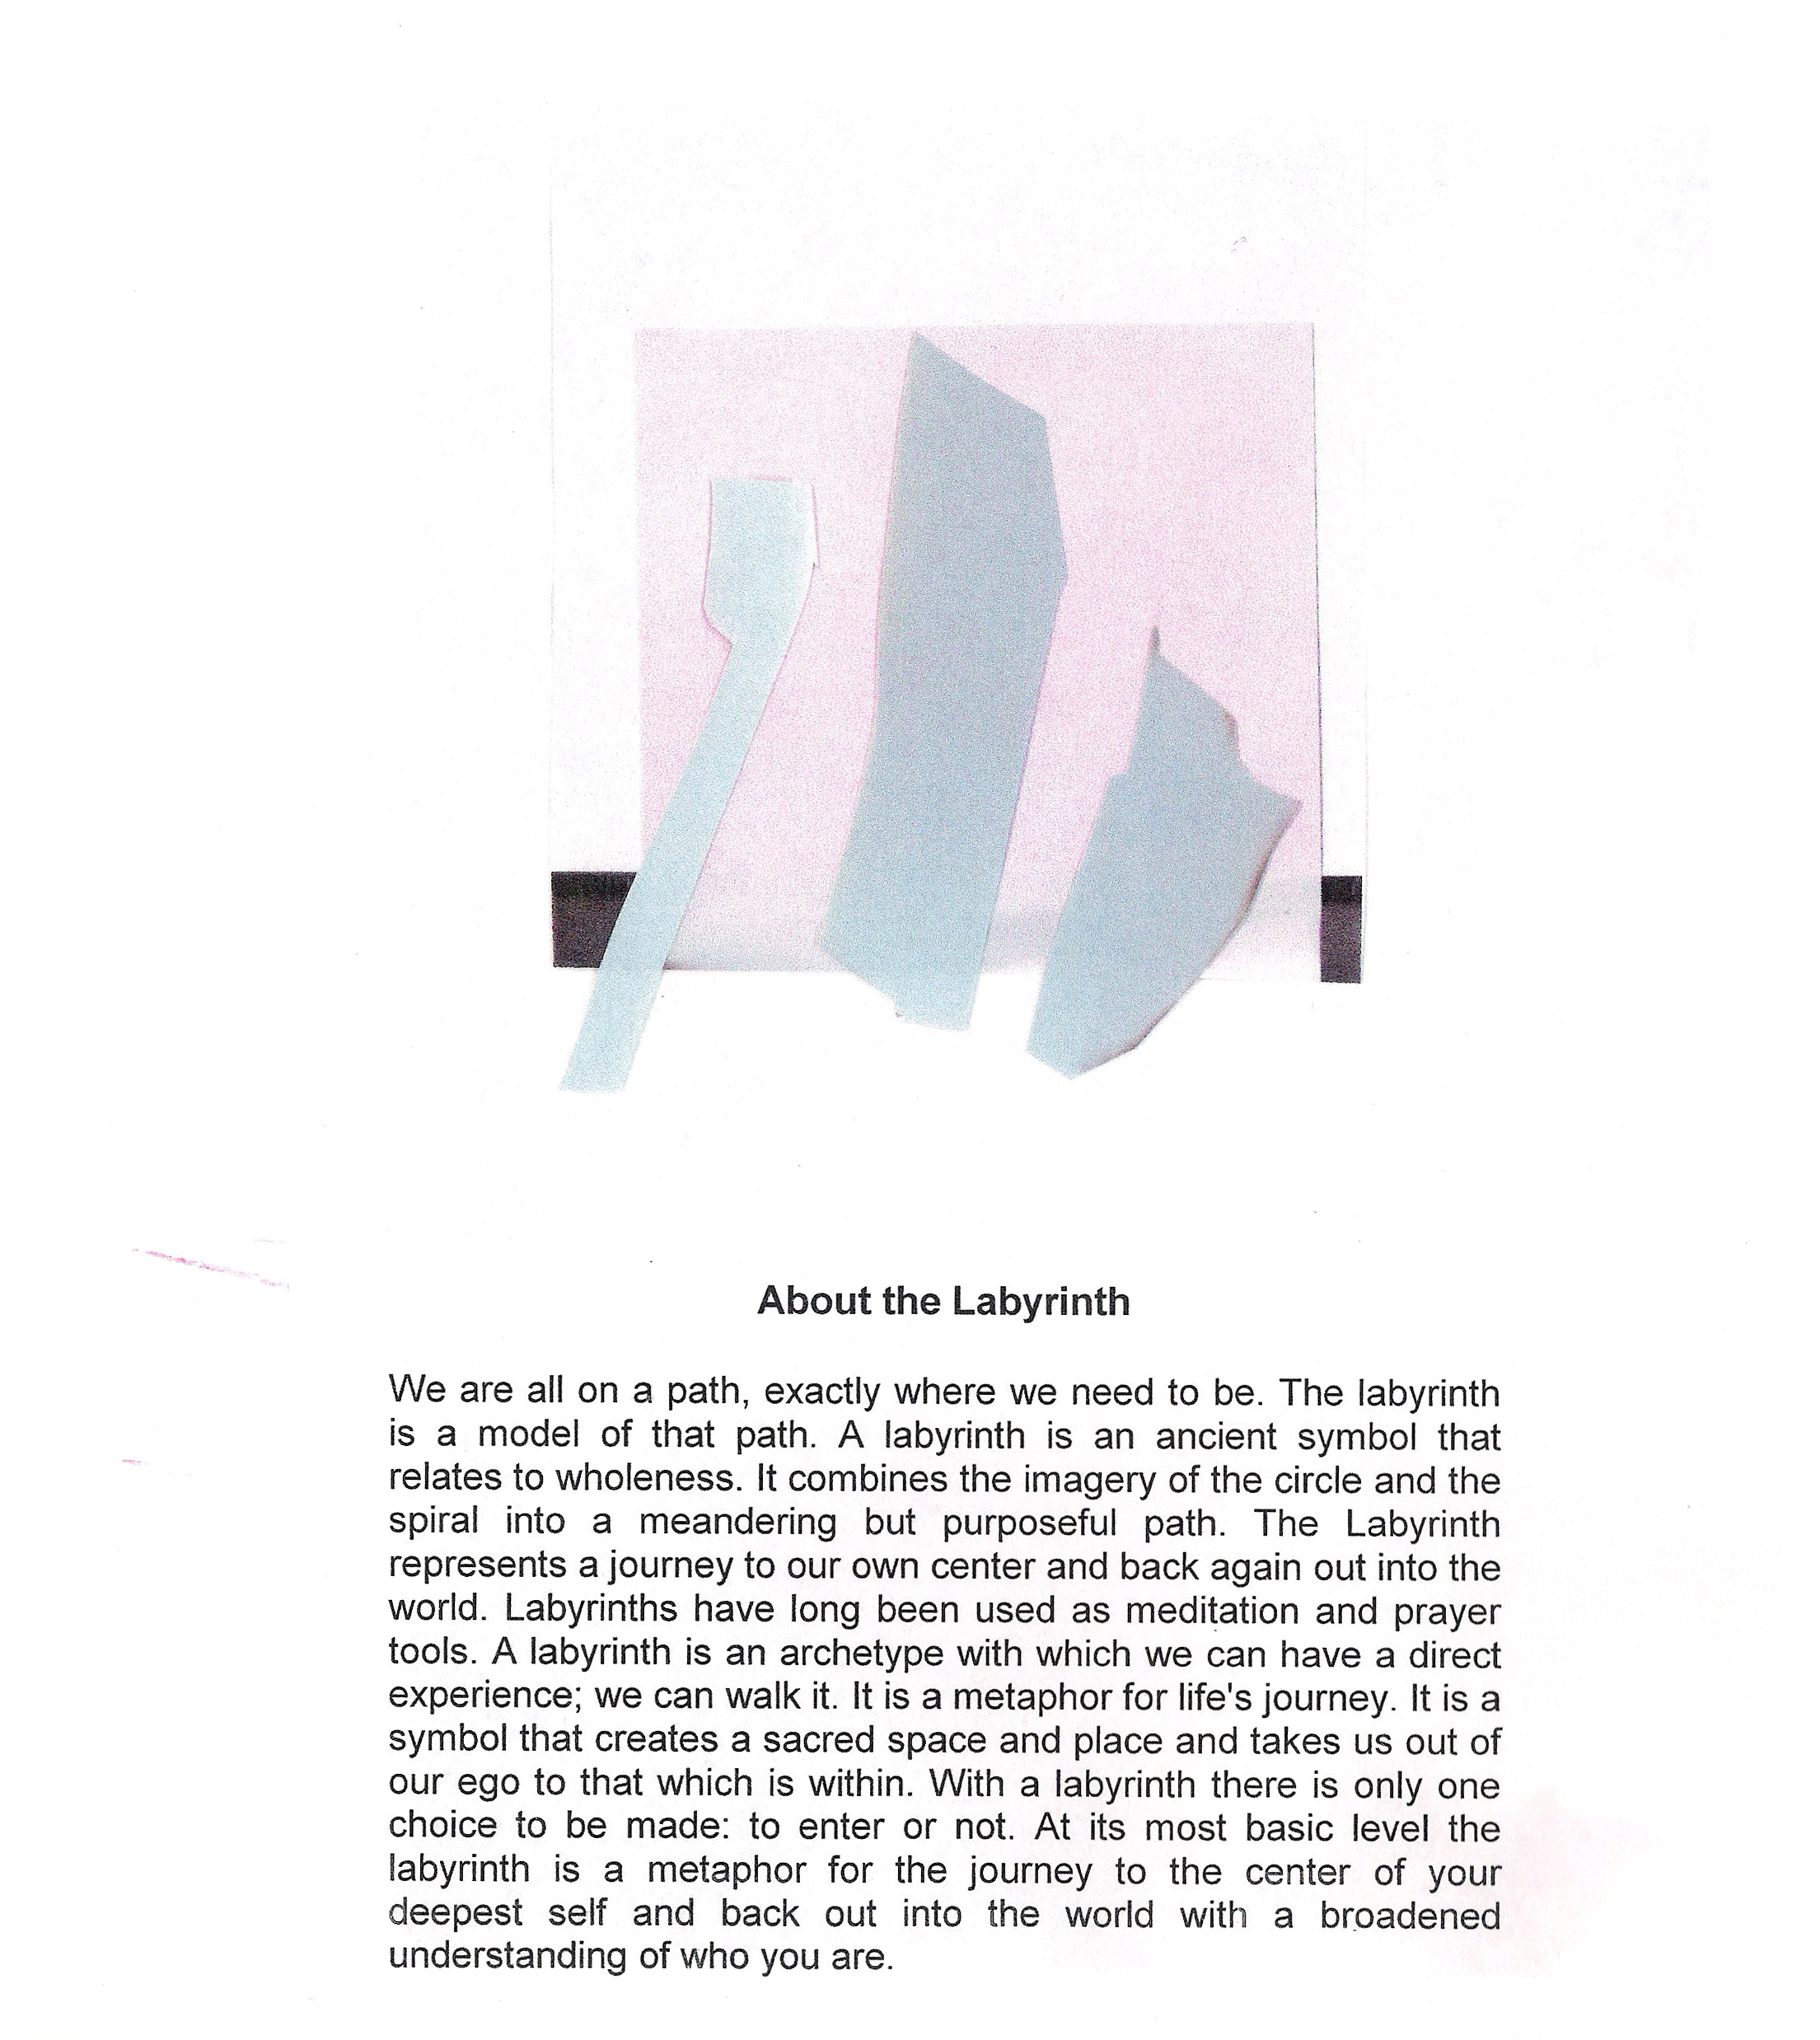 About the Labyrinth
We are all on a path, exactly where we need to be. The labyrinth
is a model of that path. A labyrinth is an ancient symbol that
relates to wholeness. It combines the imagery of the circle and the
spiral into a meandering but purposeful path. The Labyrinth
represents a journey to our own center and back again out into the
world. Labyrinths have long been used as meditation and prayer
tools. A labyrinth is an archetype with which we can have a direct
experience; we can walk it. It is a metaphor for life's journey. It is a
symbol that creates a sacred space and place and takes us out of
our ego to that which is within. With a labyrinth there is only one
choice to be made: to enter or not. At its most basic level the
labyrinth is a metaphor for the journey to the center of your
deepest self and back out into the world with a broadened
understanding of who you are.